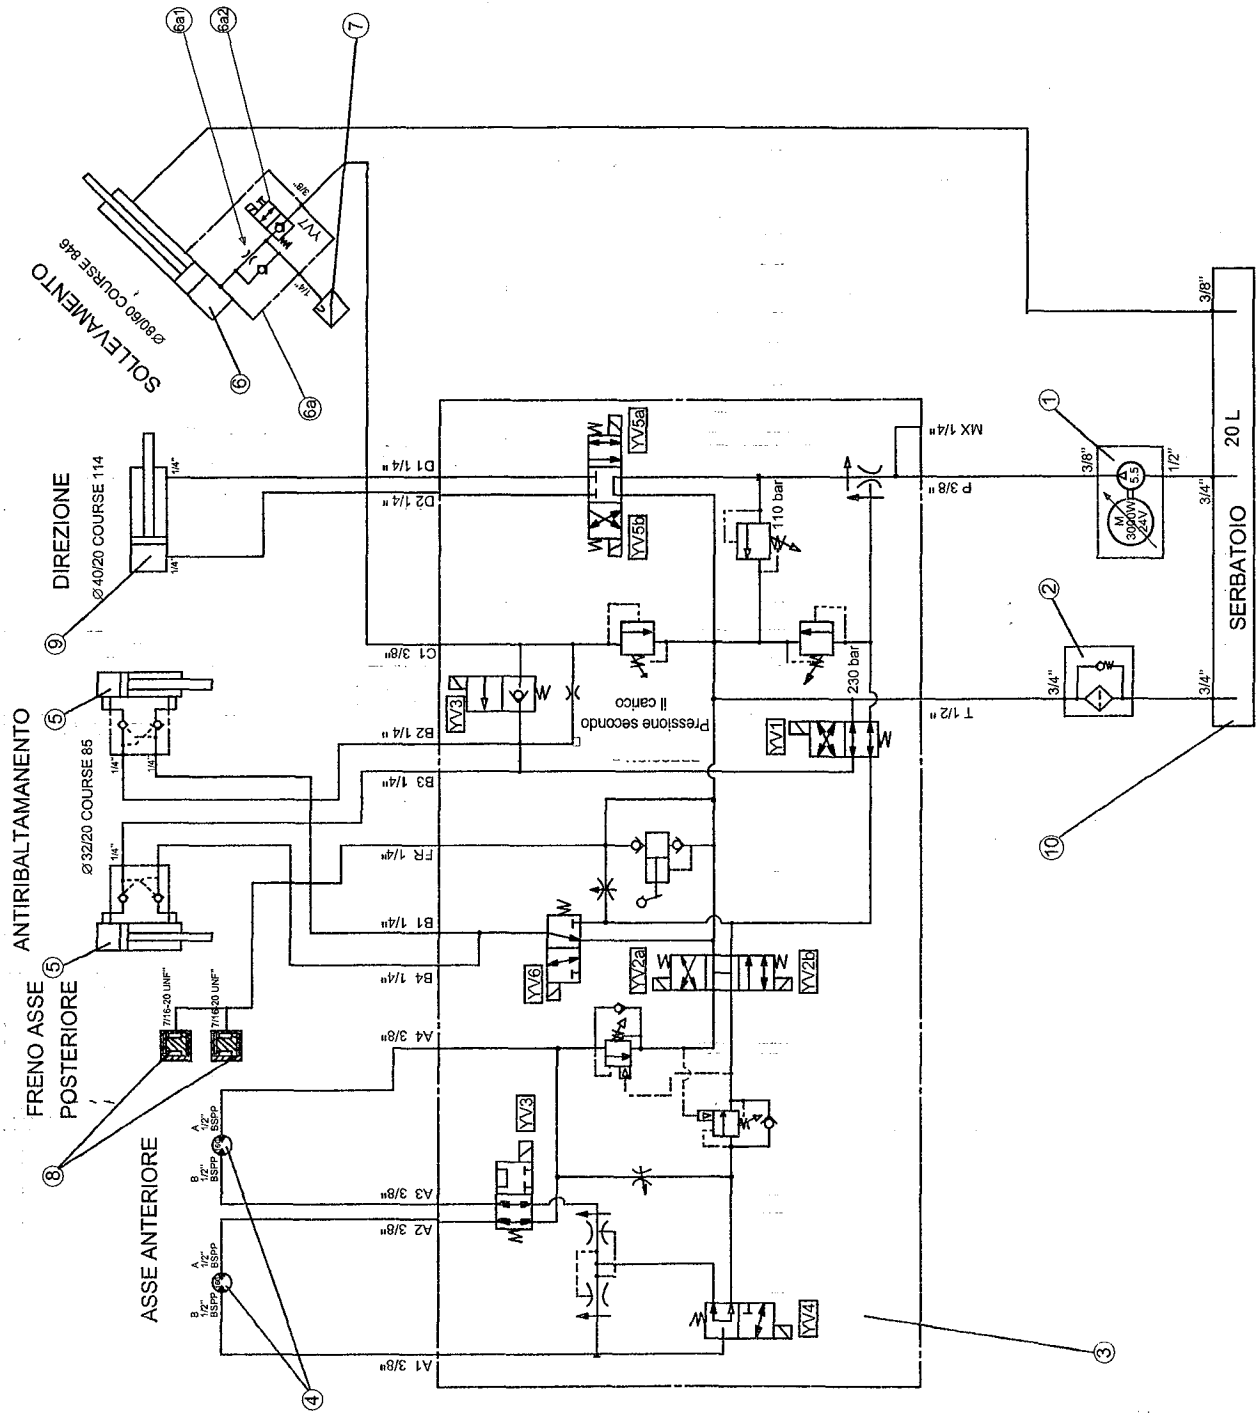 6a1
6a2
7
SOLLEVAMENTO
Ø80/60 COURSE 846
3/8"
YV7
1/4"
6
6a
DIREZIONE
Ø40/20 COURSE 114
1/4"
1/4"
9
ANTIRIBALTAMANENTO
Ø32/20 COURSE 85
5
1/4"
1/4"
1/4"
5
FRENO ASSE
POSTERIORE
7/16-20 UNF"
7/16-20 UNF"
8
ASSE ANTERIORE
A
1/2"
BSPP
B
1/2"
BSPP
A
1/2"
BSPP
B
1/2"
BSPP
4
D1 1/4"
D2 1/4"
C1 3/8"
B2 1/4"
B3 1/4"
FR 1/4"
B1 1/4"
B4 1/4"
A4 3/8"
A3 3/8"
A2 3/8"
A1 3/8"
YV5a
YV5b
110 bar
YV3
Pressione secondo
il carico
230 bar
YV1
YV6
YV2a
YV2b
YV3
YV4
MX 1/4"
P 3/8"
T 1/2"
1
3/8"
5.5
M
3000W
24V
1/2"
3/4"
2
3/4"
3/4"
3/8"
SERBATOIO 20 L
10
3